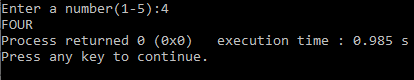 Enter a number(1-5):4
FOUR
Process returned 0 (0x0)   execution time : 0.985 s
Press any key to continue.